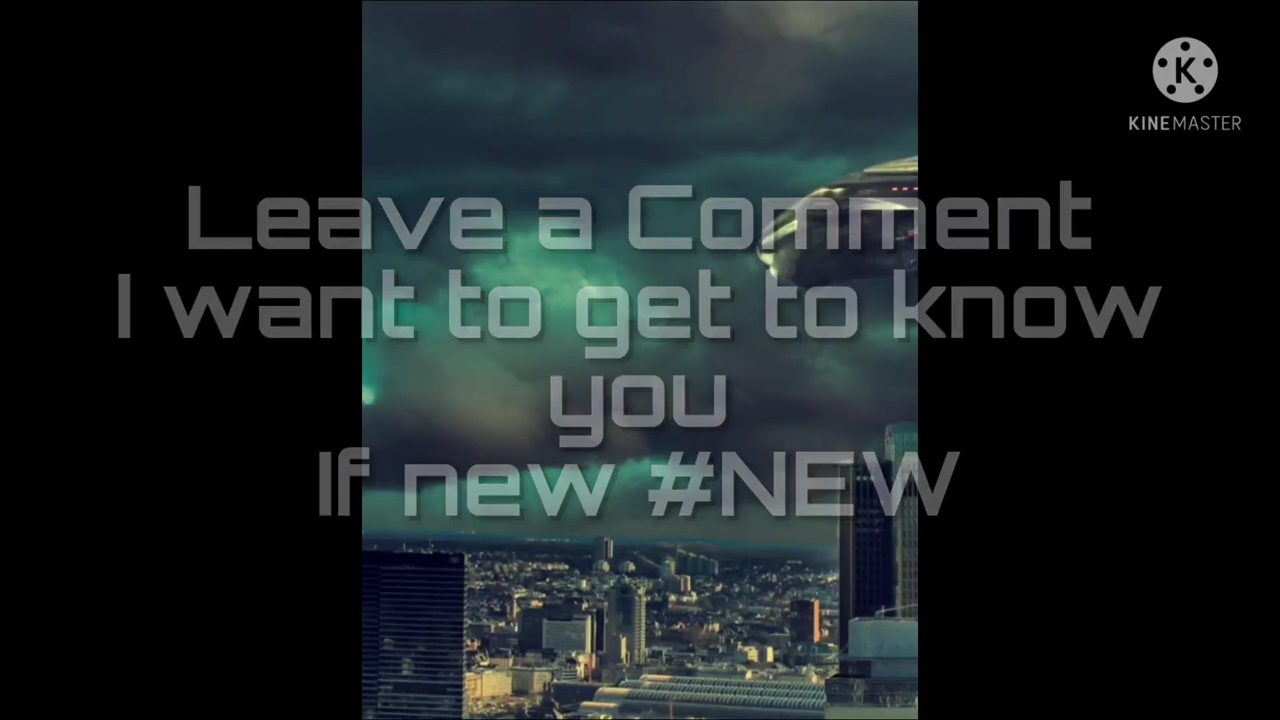 KINEMASTER
Leave a Comment
I want to get to know
you
If new #NEW